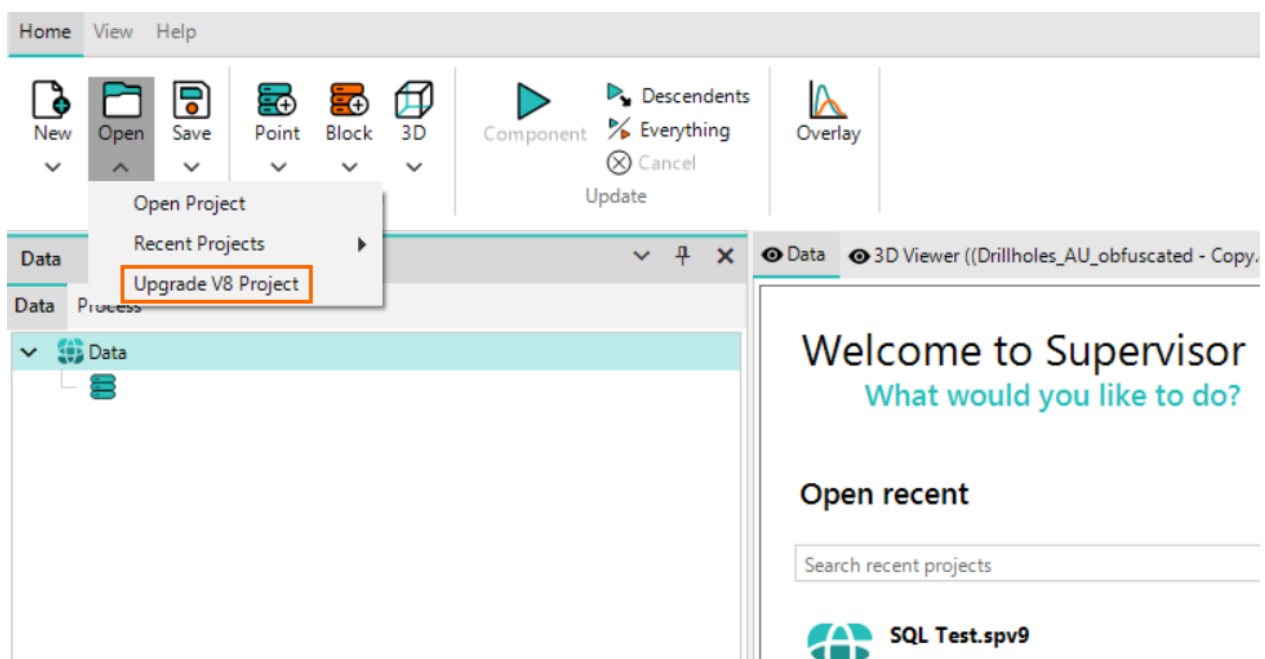 Home View Help
New Open Save Point Block 3D Component Descendents
Everything
Cancel
Update
Overlay
Open Project
Recent Projects
Upgrade V8 Project
Data
Data Process
Data
Data 3D Viewer ((Drillholes_AU_obfuscated - Copy.
Welcome to Supervisor
What would you like to do?
Open recent
Search recent projects
SQL Test.spv9